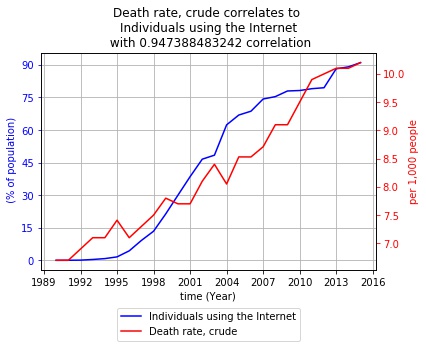 Death rate, crude correlates to
Individuals using the Internet
with 0.947388483242 correlation
90
75
60
45
30
15
0
(% of population)
10.0
9.5
9.0
8.5
8.0
7.5
7.0
per 1,000 people
1989 1992 1995 1998 2001 2004 2007 2010 2013 2016
time (Year)
Individuals using the Internet
Death rate, crude